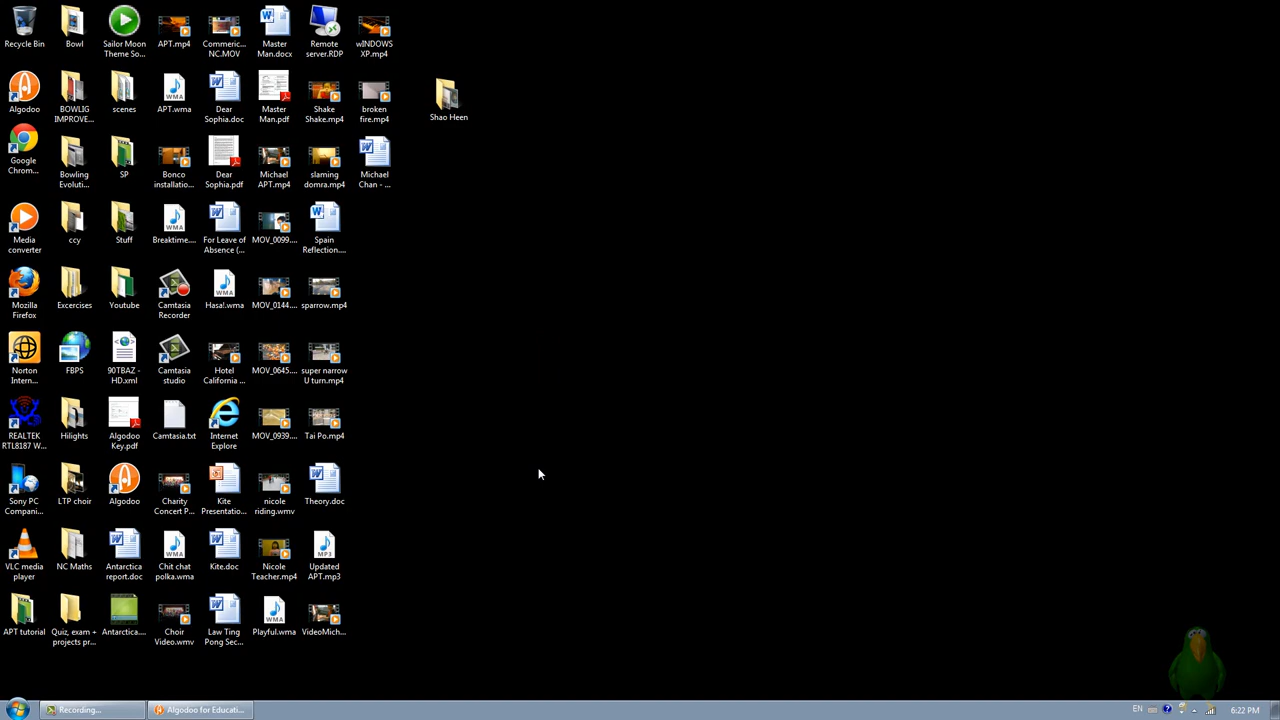 Recycle Bin
Bowl
Sailor Moon
Theme So...
APT.mp4
Commeric...
NC.MOV
Master
Man.docx
Remote
server.RDP
wINDOWS
XP.mp4
Algodoo
BOWLIG
IMPROVE...
scenes
APT.wma
Dear
Sophia.doc
Master
Man.pdf
Shake
Shake.mp4
broken
fire.mp4
Shao Heen
Google
Chrom...
Bowling
Evoluti...
SP
Bonco
installatio...
Dear
Sophia.pdf
Michael
APT.mp4
slaming
domra.mp4
Michael
Chan - ...
Media
converter
ccy
Stuff
Breaktime....
For Leave of
Absence (...
MOV_0099....
Spain
Reflection....
Mozilla
Firefox
Excercises
Youtube
Camtasia
Recorder
Hasa!.wma
MOV_0144....
sparrow.mp4
Norton
Intern...
FBPS
90TBAZ -
HD.xml
Camtasia
studio
Hotel
California ...
MOV_0645....
super narrow
U turn.mp4
REALTEK
RTL8187 W...
Hilights
Algodoo
Key.pdf
Camtasia.txt
Internet
Explore
MOV_0939....
Tai Po.mp4
Sony PC
Compani...
LTP choir
Algodoo
Charity
Concert P...
Kite
Presentatio...
nicole
riding.wmv
Theory.doc
VLC media
player
NC Maths
Antarctica
report.doc
Chit chat
polka.wma
Kite.doc
Nicole
Teacher.mp4
Updated
APT.mp3
APT tutorial
Quiz, exam +
projects pr...
Antarctica....
Choir
Video.wmv
Law Ting
Pong Sec...
Playful.wma
VideoMich...
Recording...
Algodoo for Educati...
EN
6:22 PM